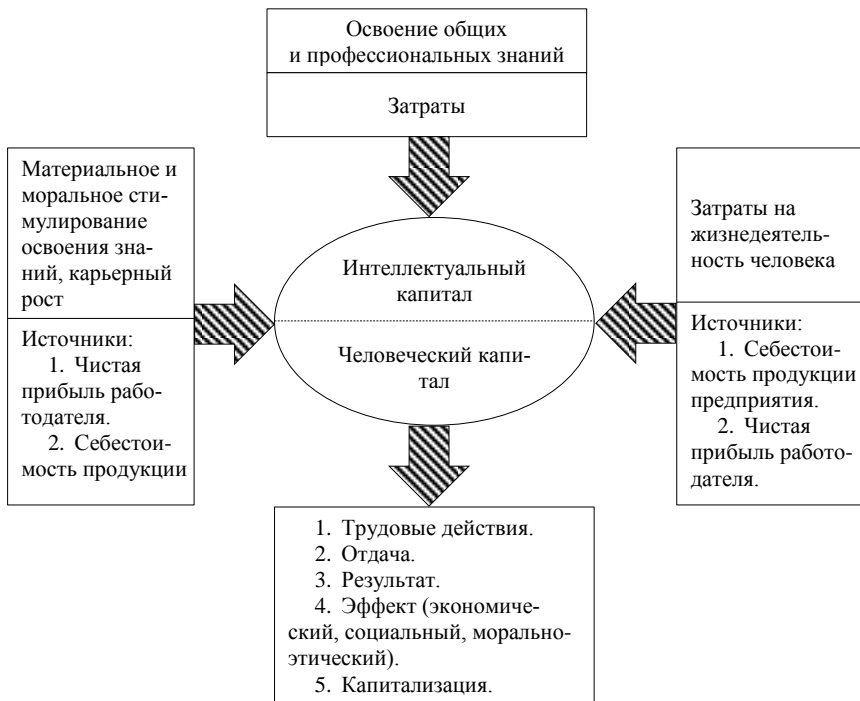 Освоение общих
и профессиональных знаний
Затраты
Материальное и
моральное сти-
мулирование
освоения зна-
ний, карьерный
рост
Источники:
1. Чистая
прибыль рабо-
тодателя.
2. Себестои-
мость продукции
Интеллектуальный
капитал
Человеческий капи-
тал
Затраты на
жизнедеятель-
ность человека
Источники:
1. Себестои-
мость продукции
предприятия.
2. Чистая
прибыль работо-
дателя.
1. Трудовые действия.
2. Отдача.
3. Результат.
4. Эффект (экономиче-
ский, социальный, морально-
этический).
5. Капитализация.